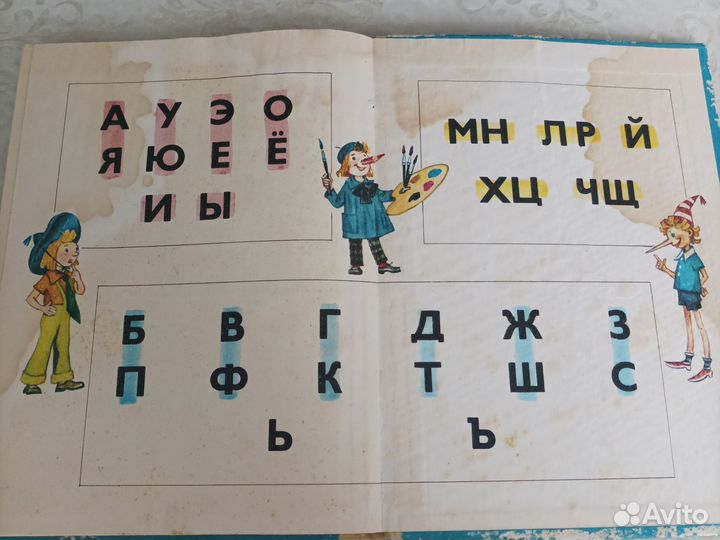 А У Э О
Я Ю Е Ё
И Ы
МН ЛР Й
ХЦ ЧЩ
Б В Г Д Ж З
П Ф К Т Ш С
Ь Ъ
Avito